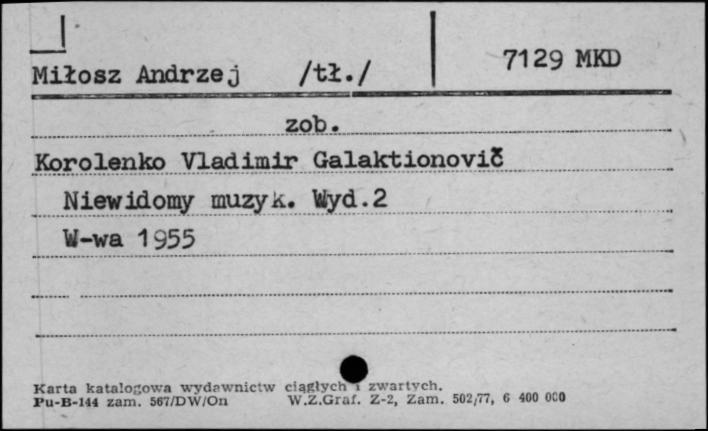 Miłosz Andrzej /tł./ 7129 MKD
zob.
Korolenko Vladimir Galaktionovič
Niewidomy muzyk. Wyd.2
W-wa 1955
Karta katalogowa wydawnictw ciągłych i zwartych.
Pu-B-144 zam. 567/DW/On W.Z.Graf. Z-2, Zam. 502/77, 6 400 000